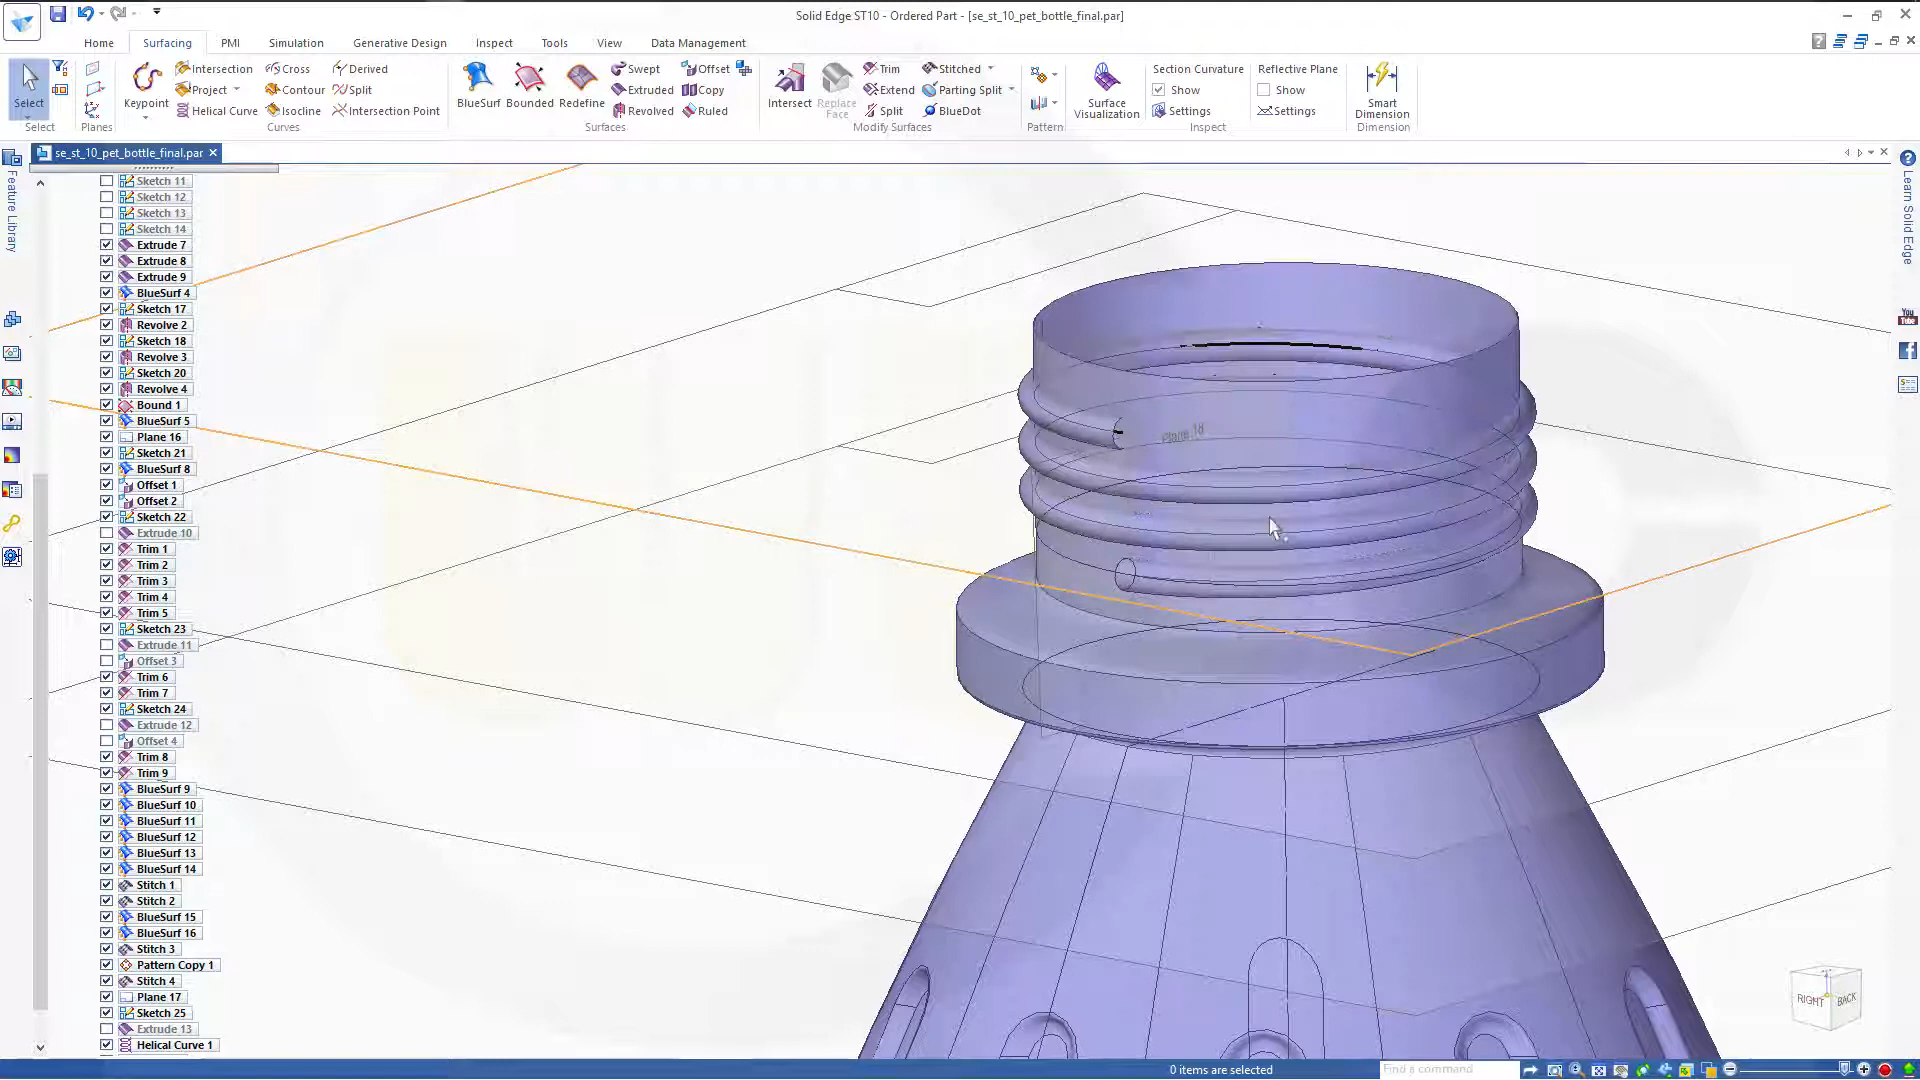 Solid Edge ST10 - Ordered Part - [se_st_10_pet_bottle_final.par]
Home Surfacing PMI Simulation Generative Design Inspect Tools View Data Management
Select
Select
Planes
Keypoint
Intersection
Project
Helical Curve
Cross
Contour
Isocline
Derived
Split
Intersection Point
Curves
BlueSurf
Bounded
Redefine
Swept
Extruded
Revolved
Offset
Copy
Ruled
Surfaces
Intersect
Replace
Face
Trim
Extend
Split
Stitched
Parting Split
BlueDot
Modify Surfaces
Pattern
Surface
Visualization
Section Curvature
Show
Settings
Reflective Plane
Show
Settings
Inspect
Smart
Dimension
Dimension
se_st_10_pet_bottle_final.par
Feature Library
Learn Solid Edge
You
Tube
Sketch 11
Sketch 12
Sketch 13
Sketch 14
Extrude 7
Extrude 8
Extrude 9
BlueSurf 4
Sketch 17
Revolve 2
Sketch 18
Revolve 3
Sketch 20
Revolve 4
Bound 1
BlueSurf 5
Plane 16
Sketch 21
BlueSurf 8
Offset 1
Offset 2
Sketch 22
Extrude 10
Trim 1
Trim 2
Trim 3
Trim 4
Trim 5
Sketch 23
Extrude 11
Offset 3
Trim 6
Trim 7
Sketch 24
Extrude 12
Offset 4
Trim 8
Trim 9
BlueSurf 9
BlueSurf 10
BlueSurf 11
BlueSurf 12
BlueSurf 13
BlueSurf 14
Stitch 1
Stitch 2
BlueSurf 15
BlueSurf 16
Stitch 3
Pattern Copy 1
Stitch 4
Plane 17
Sketch 25
Extrude 13
Helical Curve 1
Plane 18
RIGHT
BACK
0 items are selected
Find a command